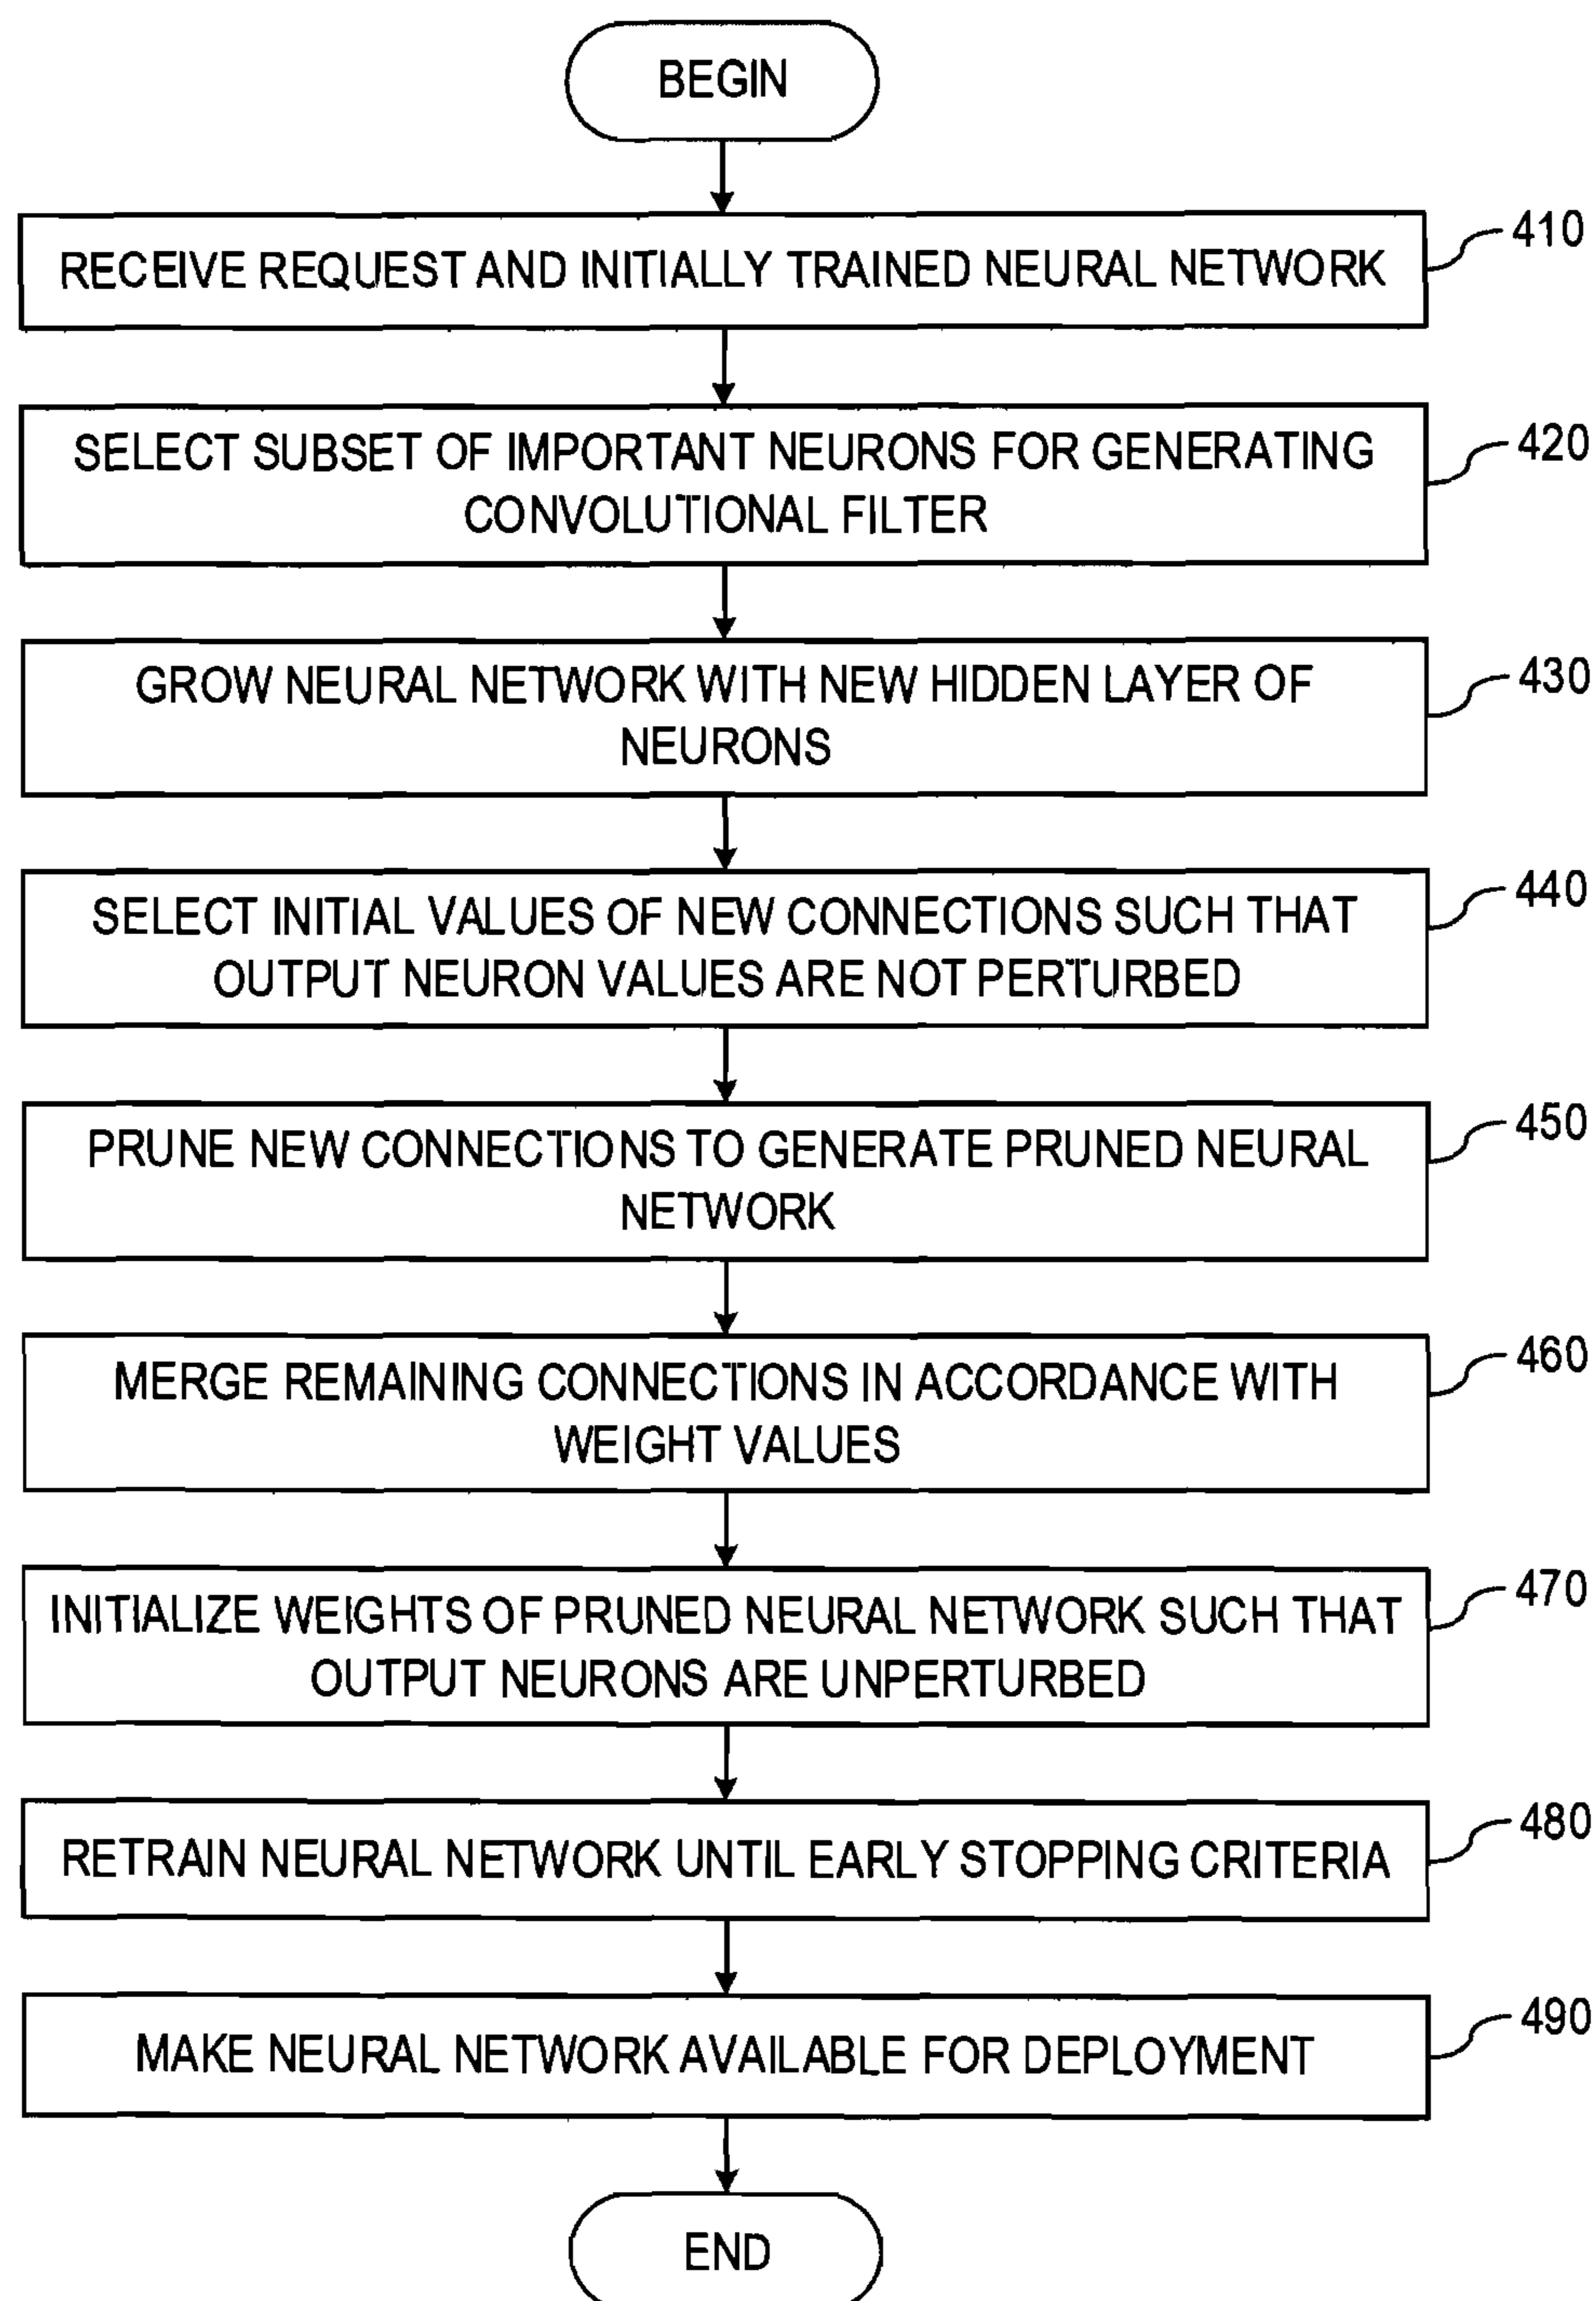 BEGIN
RECEIVE REQUEST AND INITIALLY TRAINED NEURAL NETWORK
410
SELECT SUBSET OF IMPORTANT NEURONS FOR GENERATING
CONVOLUTIONAL FILTER
420
GROW NEURAL NETWORK WITH NEW HIDDEN LAYER OF
NEURONS
430
SELECT INITIAL VALUES OF NEW CONNECTIONS SUCH THAT
OUTPUT NEURON VALUES ARE NOT PERTURBED
440
PRUNE NEW CONNECTIONS TO GENERATE PRUNED NEURAL
NETWORK
450
MERGE REMAINING CONNECTIONS IN ACCORDANCE WITH
WEIGHT VALUES
460
INITIALIZE WEIGHTS OF PRUNED NEURAL NETWORK SUCH THAT
OUTPUT NEURONS ARE UNPERTURBED
470
RETRAIN NEURAL NETWORK UNTIL EARLY STOPPING CRITERIA
480
MAKE NEURAL NETWORK AVAILABLE FOR DEPLOYMENT
490
END